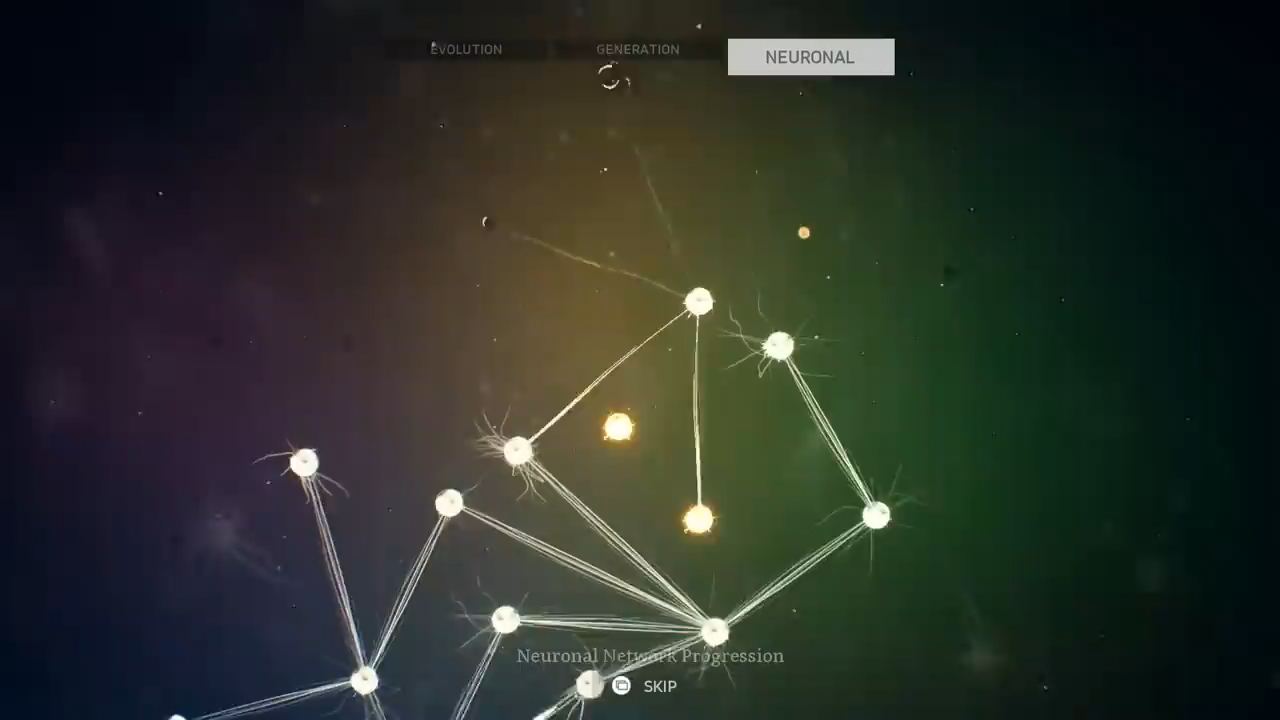 EVOLUTION
GENERATION
NEURONAL
Neuronal Network Progression
SKIP